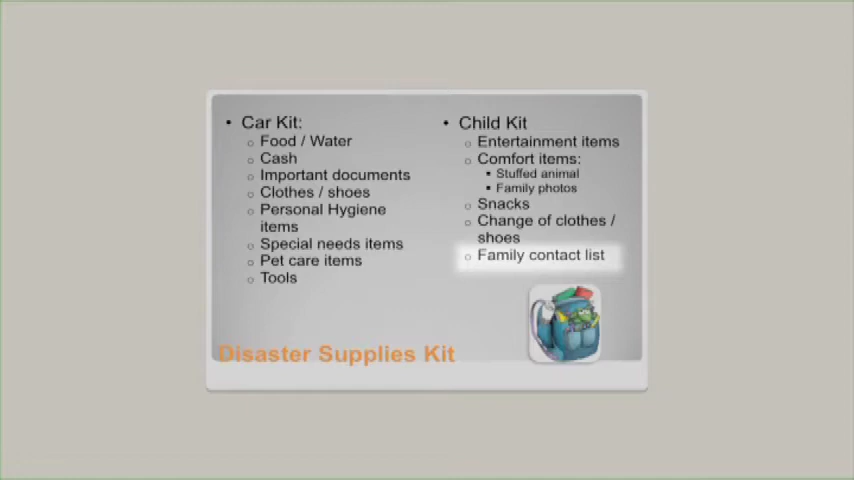 • Car Kit:
o Food / Water
o Cash
o Important documents
o Clothes / shoes
o Personal Hygiene
items
o Special needs items
o Pet care items
o Tools
• Child Kit
o Entertainment items
o Comfort items:
▪ Stuffed animal
▪ Family photos
o Snacks
o Change of clothes /
shoes
o Family contact list
Disaster Supplies Kit